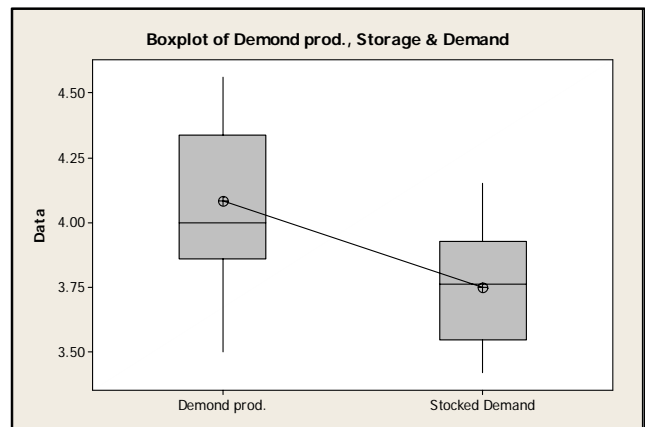 Boxplot of Demond prod., Storage & Demand
Data
4.50
4.25
4.00
3.75
3.50
Demond prod.
Stocked Demand